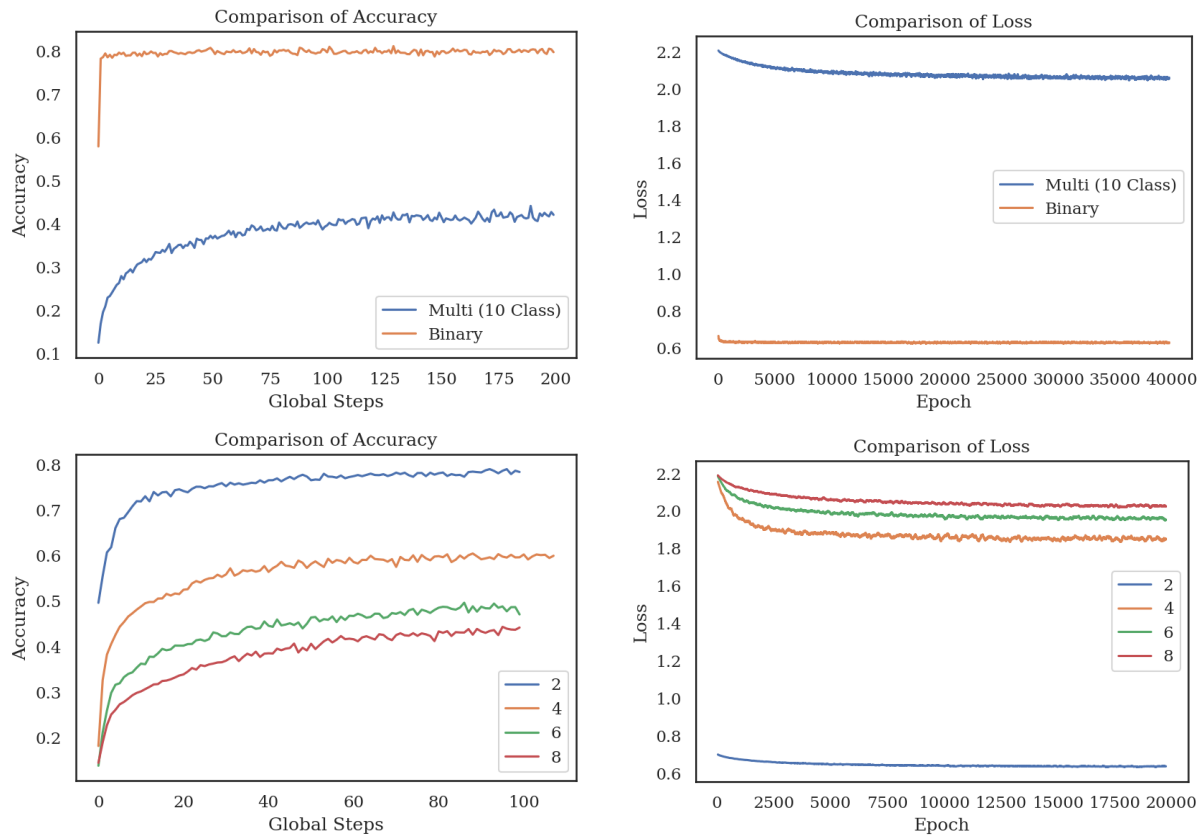 Comparison of Accuracy
0.8
0.7
0.6
0.5
0.4
0.3
0.2
0.1
Accuracy
Multi (10 Class)
Binary
0 25 50 75 100 125 150 175 200
Global Steps
Comparison of Loss
2.2
2.0
1.8
1.6
1.4
1.2
1.0
0.8
0.6
Loss
Multi (10 Class)
Binary
0 5000 10000 15000 20000 25000 30000 35000 40000
Epoch
Comparison of Accuracy
0.8
0.7
0.6
0.5
0.4
0.3
0.2
Accuracy
2
4
6
8
0 20 40 60 80 100
Global Steps
Comparison of Loss
2.2
2.0
1.8
1.6
1.4
1.2
1.0
0.8
0.6
Loss
2
4
6
8
0 2500 5000 7500 10000 12500 15000 17500 20000
Epoch